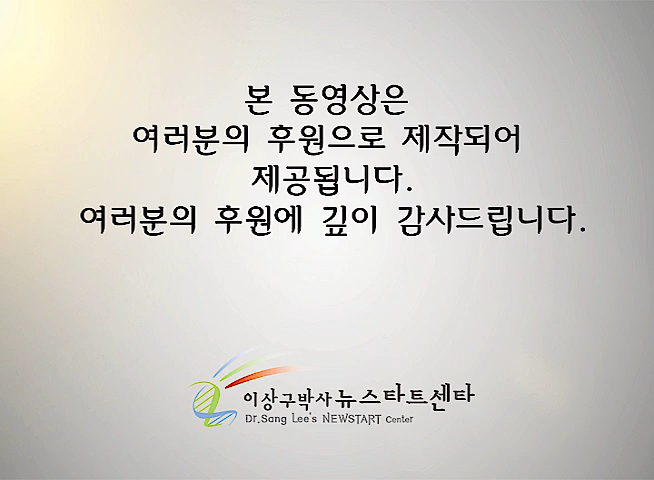 본 동영상은
여러분의 후원으로 제작되어
제공됩니다.
여러분의 후원에 깊이 감사드립니다.
이상구박사 뉴스타트센타
Dr.Sang Lee's NEWSTART Center